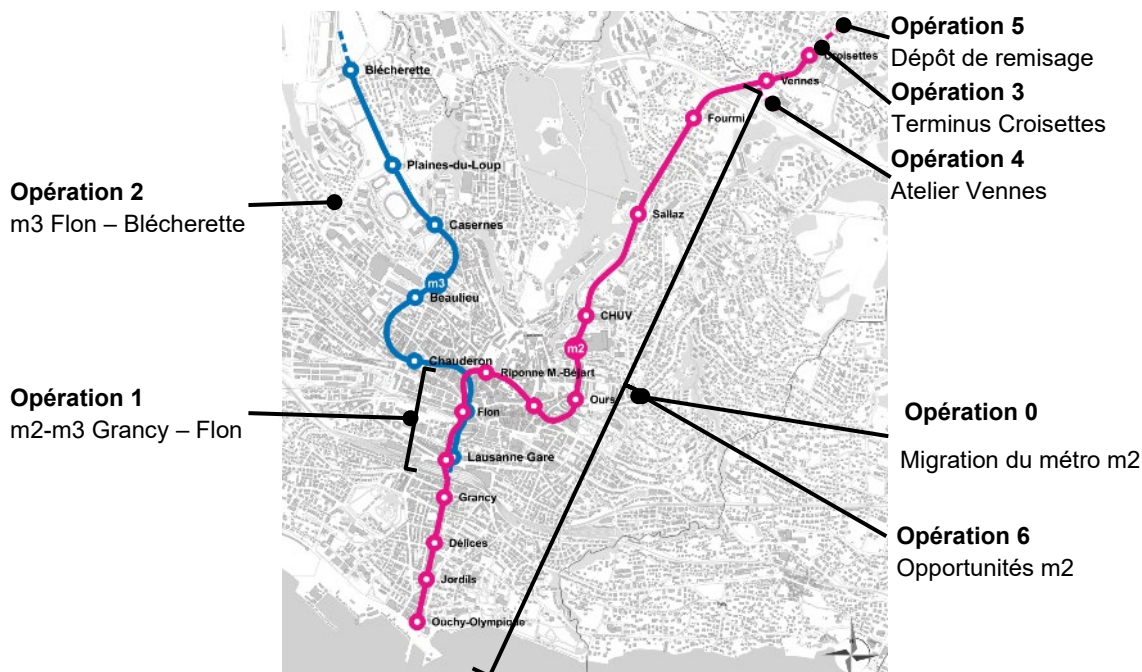 Opération 5
Dépôt de remisage
Opération 3
Terminus Croisettes
Opération 4
Atelier Vennes
Opération 2
m3 Flon – Blécherette
Opération 1
m2-m3 Grancy – Flon
Opération 0
Migration du métro m2
Opération 6
Opportunités m2
Blécherette
Croisettes
Vennes
Fourmi
Plaines-du-Loup
Sallaz
Casernes
m3
Beaulieu
CHUV
m2
Chauderon
Riponne M.-Béjart
Ours
Flon
Lausanne Gare
Grancy
Délices
Jordils
Ouchy-Olympique